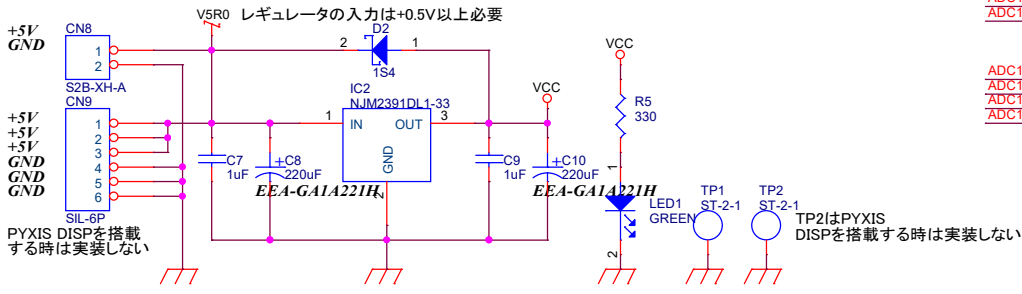 V5R0 レギュレータの入力は+0.5V以上必要
+5V
GND
CN8
1
2
S2B-XH-A
D2
2
1
1S4
CN9
+5V
+5V
+5V
GND
GND
GND
1
2
3
4
5
6
SIL-6P
PYXIS DISPを搭載
する時は実装しない
C7
1uF
+
C8
220uF
EEA-GA1A221H
IC2
NJM2391DL1-33
1
IN
OUT
3
GND
2
C9
1uF
VCC
+
C10
220uF
EEA-GA1A221H
VCC
R5
330
1
LED1
GREEN
2
TP1
ST-2-1
TP2
ST-2-1
TP2はPYXIS
DISPを搭載する時は実装しない
ADC1
ADC1
ADC1
ADC1
ADC1